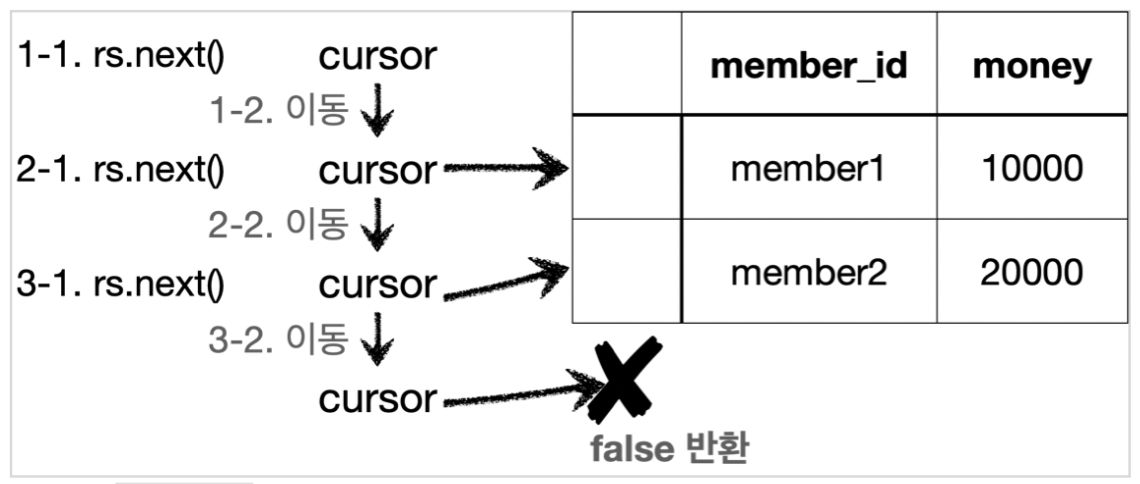 1-1. rs.next() cursor
1-2. 이동
2-1. rs.next() cursor
2-2. 이동
3-1. rs.next() cursor
3-2. 이동
cursor
member_id money
member1 10000
member2 20000
false 반환